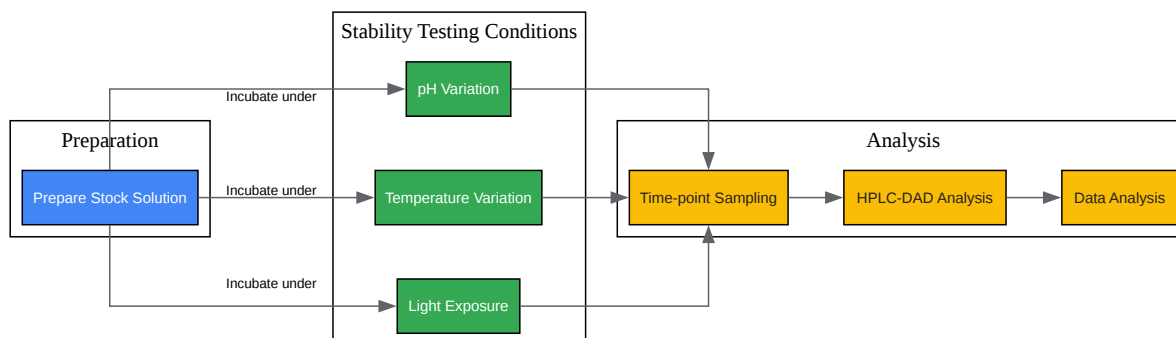 Stability Testing Conditions
pH Variation
Incubate under
Preparation
Analysis
Prepare Stock Solution
Incubate under
Temperature Variation
Time-point Sampling
HPLC-DAD Analysis
Data Analysis
Incubate under
Light Exposure